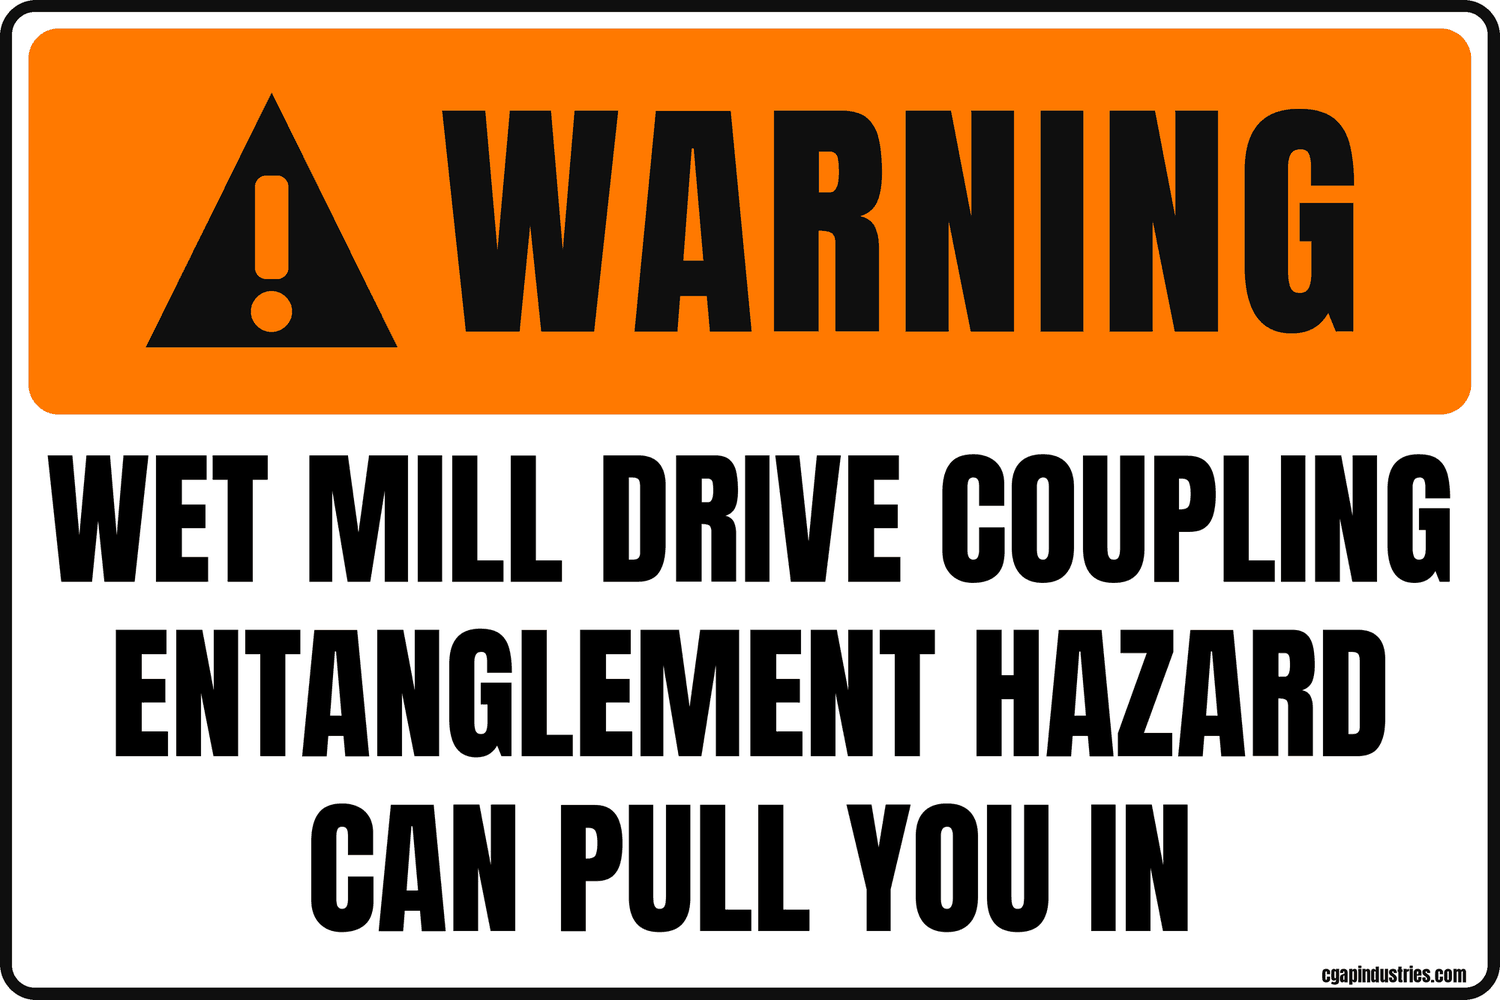 WARNING
WET MILL DRIVE COUPLING
ENTANGLEMENT HAZARD
CAN PULL YOU IN
cgapindustries.com